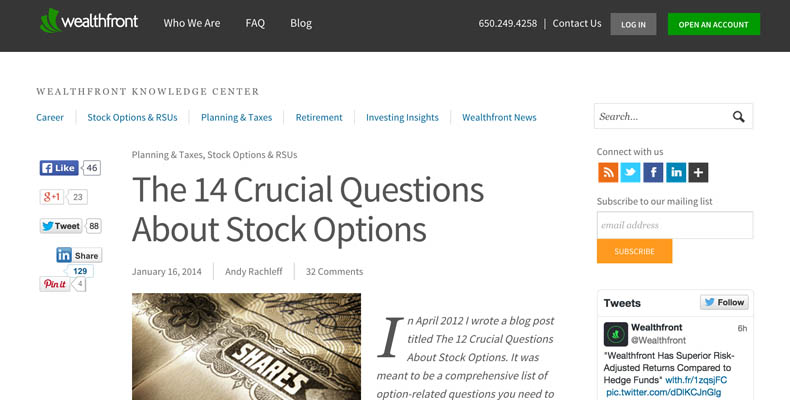 wealthfront Who We Are FAQ Blog 650.249.4258 | Contact Us LOG IN OPEN AN ACCOUNT
WEALTHFRONT KNOWLEDGE CENTER
Career Stock Options & RSUs Planning & Taxes Retirement Investing Insights Wealthfront News
Search...
Like 46
g+1 23
Tweet 88
in Share
129
Pin it 4
Planning & Taxes, Stock Options & RSUs
The 14 Crucial Questions
About Stock Options
January 16, 2014 Andy Rachleff 32 Comments
SHARES
In April 2012 I wrote a blog post
titled The 12 Crucial Questions
About Stock Options. It was
meant to be a comprehensive list of
option-related questions you need to
Connect with us
Subscribe to our mailing list
email address
SUBSCRIBE
Tweets Follow
Wealthfront 6h
@Wealthfront
"Wealthfront Has Superior Risk-
Adjusted Returns Compared to
Hedge Funds" wlth.fr/1zqsjFC
pic.twitter.com/dDlKCJnGlg